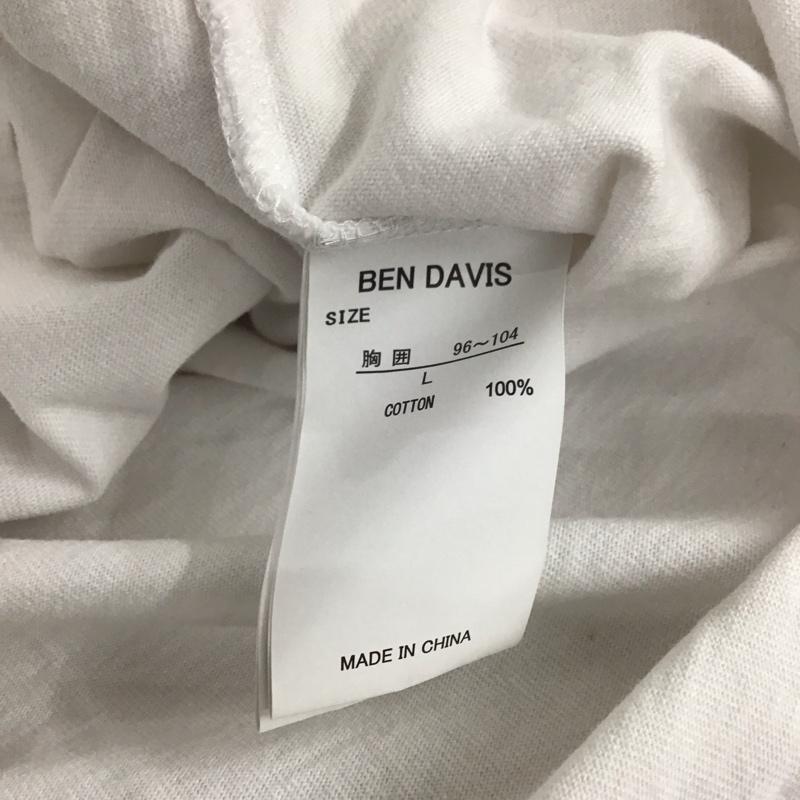 BEN DAVIS
SIZE
胸囲 96～104
L
COTTON 100%
MADE IN CHINA